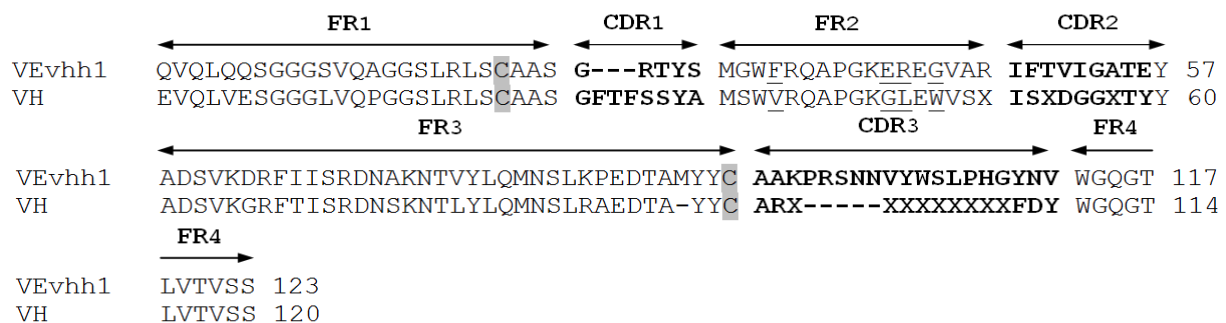 FR1 CDR1 FR2 CDR2
VEvhh1 QVQLQQSGGGSVQAGGSLRLSCAAS G---RTYS MGWFRQAPGKEREGVAR IFTVIGATEY 57
VH EVQLVESGGGLVQPGGSLRLSCAAS GFTFSSYA MSWVRQAPGKGLEWVSX ISXDGGXTYY 60
FR3 CDR3 FR4
VEvhh1 ADSVKDRFIISRDNAKNTVYLQMNSLKPEDTAMYYC AAKPRSNNVYWSLPHGYNV WGQGT 117
VH ADSVKGRFTISRDNSKNTLYLQMNSLRAEDTA-YYC ARX-----XXXXXXXXFDY WGQGT 114
FR4
VEvhh1 LVTVSS 123
VH LVTVSS 120